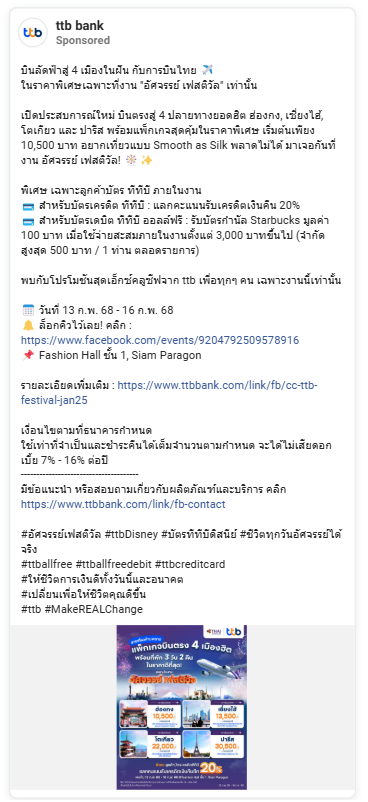 ttb bank
Sponsored
บินลัดฟ้าสู่ 4 เมืองในฝัน กับการบินไทย ✈️
ในราคาพิเศษเฉพาะที่งาน "อัศจรรย์ เฟสติวัล" เท่านั้น
เปิดประสบการณ์ใหม่ บินตรงสู่ 4 ปลายทางยอดฮิต ฮ่องกง, เซี่ยงไฮ้,
โตเกียว และ ปารีส พร้อมแพ็กเกจสุดคุ้มในราคาพิเศษ เริ่มต้นเพียง
10,500 บาท อยากเที่ยวแบบ Smooth as Silk พลาดไม่ได้ มาเจอกันที่
งาน อัศจรรย์ เฟสติวัล! 🎡 ✨
พิเศษ เฉพาะลูกค้าบัตร ทีทีบี ภายในงาน
💳 สำหรับบัตรเครดิต ทีทีบี : แลกคะแนนรับเครดิตเงินคืน 20%
💳 สำหรับบัตรเดบิต ทีทีบี ออลล์ฟรี : รับบัตรกำนัล Starbucks มูลค่า
100 บาท เมื่อใช้จ่ายสะสมภายในงานตั้งแต่ 3,000 บาทขึ้นไป (จำกัด
สูงสุด 500 บาท / 1 ท่าน ตลอดรายการ)
พบกับโปรโมชันสุดเอ็กซ์คลูซีฟจาก ttb เพื่อทุกๆ คน เฉพาะงานนี้เท่านั้น
🗓️ วันที่ 13 ก.พ. 68 - 16 ก.พ. 68
🔔 ล็อกคิวไว้เลย! คลิก :
https://www.facebook.com/events/9204792509578916
📌 Fashion Hall ชั้น 1, Siam Paragon
รายละเอียดเพิ่มเติม : https://www.ttbbank.com/link/fb/cc-ttb-
festival-jan25
เงื่อนไขตามที่ธนาคารกำหนด
ใช้เท่าที่จำเป็นและชำระคืนได้เต็มจำนวนตามกำหนด จะได้ไม่เสียดอก
เบี้ย 7% - 16% ต่อปี
---------------------------------------
มีข้อแนะนำ หรือสอบถามเกี่ยวกับผลิตภัณฑ์และบริการ คลิก
https://www.ttbbank.com/link/fb-contact
#อัศจรรย์เฟสติวัล #ttbDisney #บัตรทีทีบีดิสนีย์ #ชีวิตทุกวันอัศจรรย์ได้
จริง
#ttballfree #ttballfreedebit #ttbcreditcard
#ให้ชีวิตการเงินดีทั้งวันนี้และอนาคต
#เปลี่ยนเพื่อให้ชีวิตคุณดีขึ้น
#ttb #MakeREALChange
THAI ttb
แพ็กเกจบินตรง 4 เมืองฮิต
พร้อมที่พัก 3 วัน 2 คืน
ในราคาดีที่สุด!
อัศจรรย์ เฟสติวัล
ฮ่องกง
10,500
เซี่ยงไฮ้
13,500
โตเกียว
22,000
ปารีส
30,500
20%